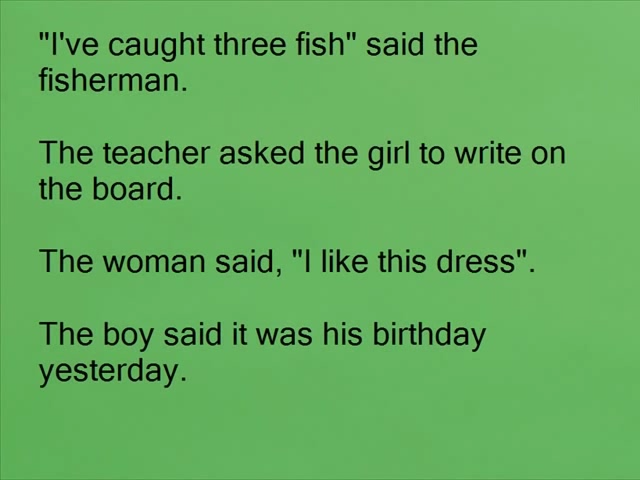 "I've caught three fish" said the
fisherman.
The teacher asked the girl to write on
the board.
The woman said, "I like this dress".
The boy said it was his birthday
yesterday.